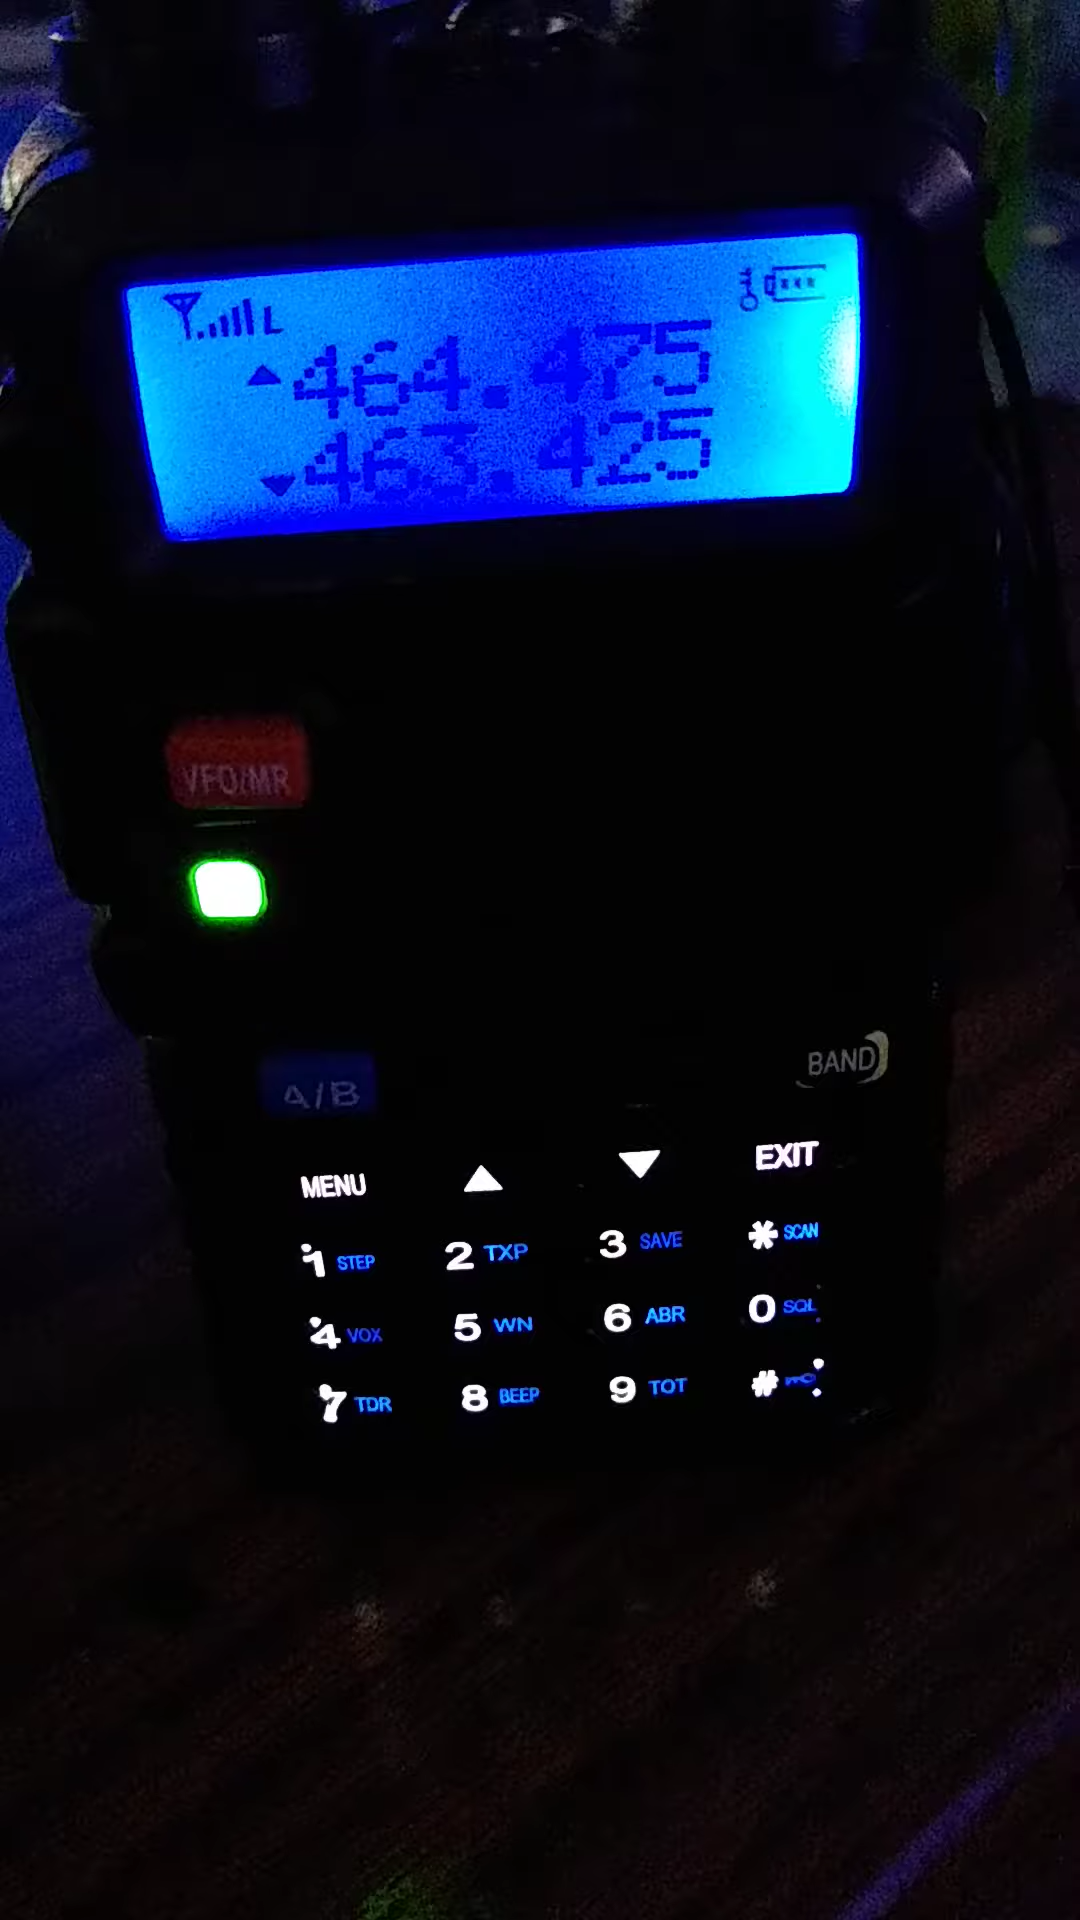 L
▲464.475
▼463.425
VFO/MR
A/B BAND
MENU ▲ ▼ EXIT
1 STEP 2 TXP 3 SAVE * SCAN
4 VOX 5 WN 6 ABR 0 SQL
7 TDR 8 BEEP 9 TOT #